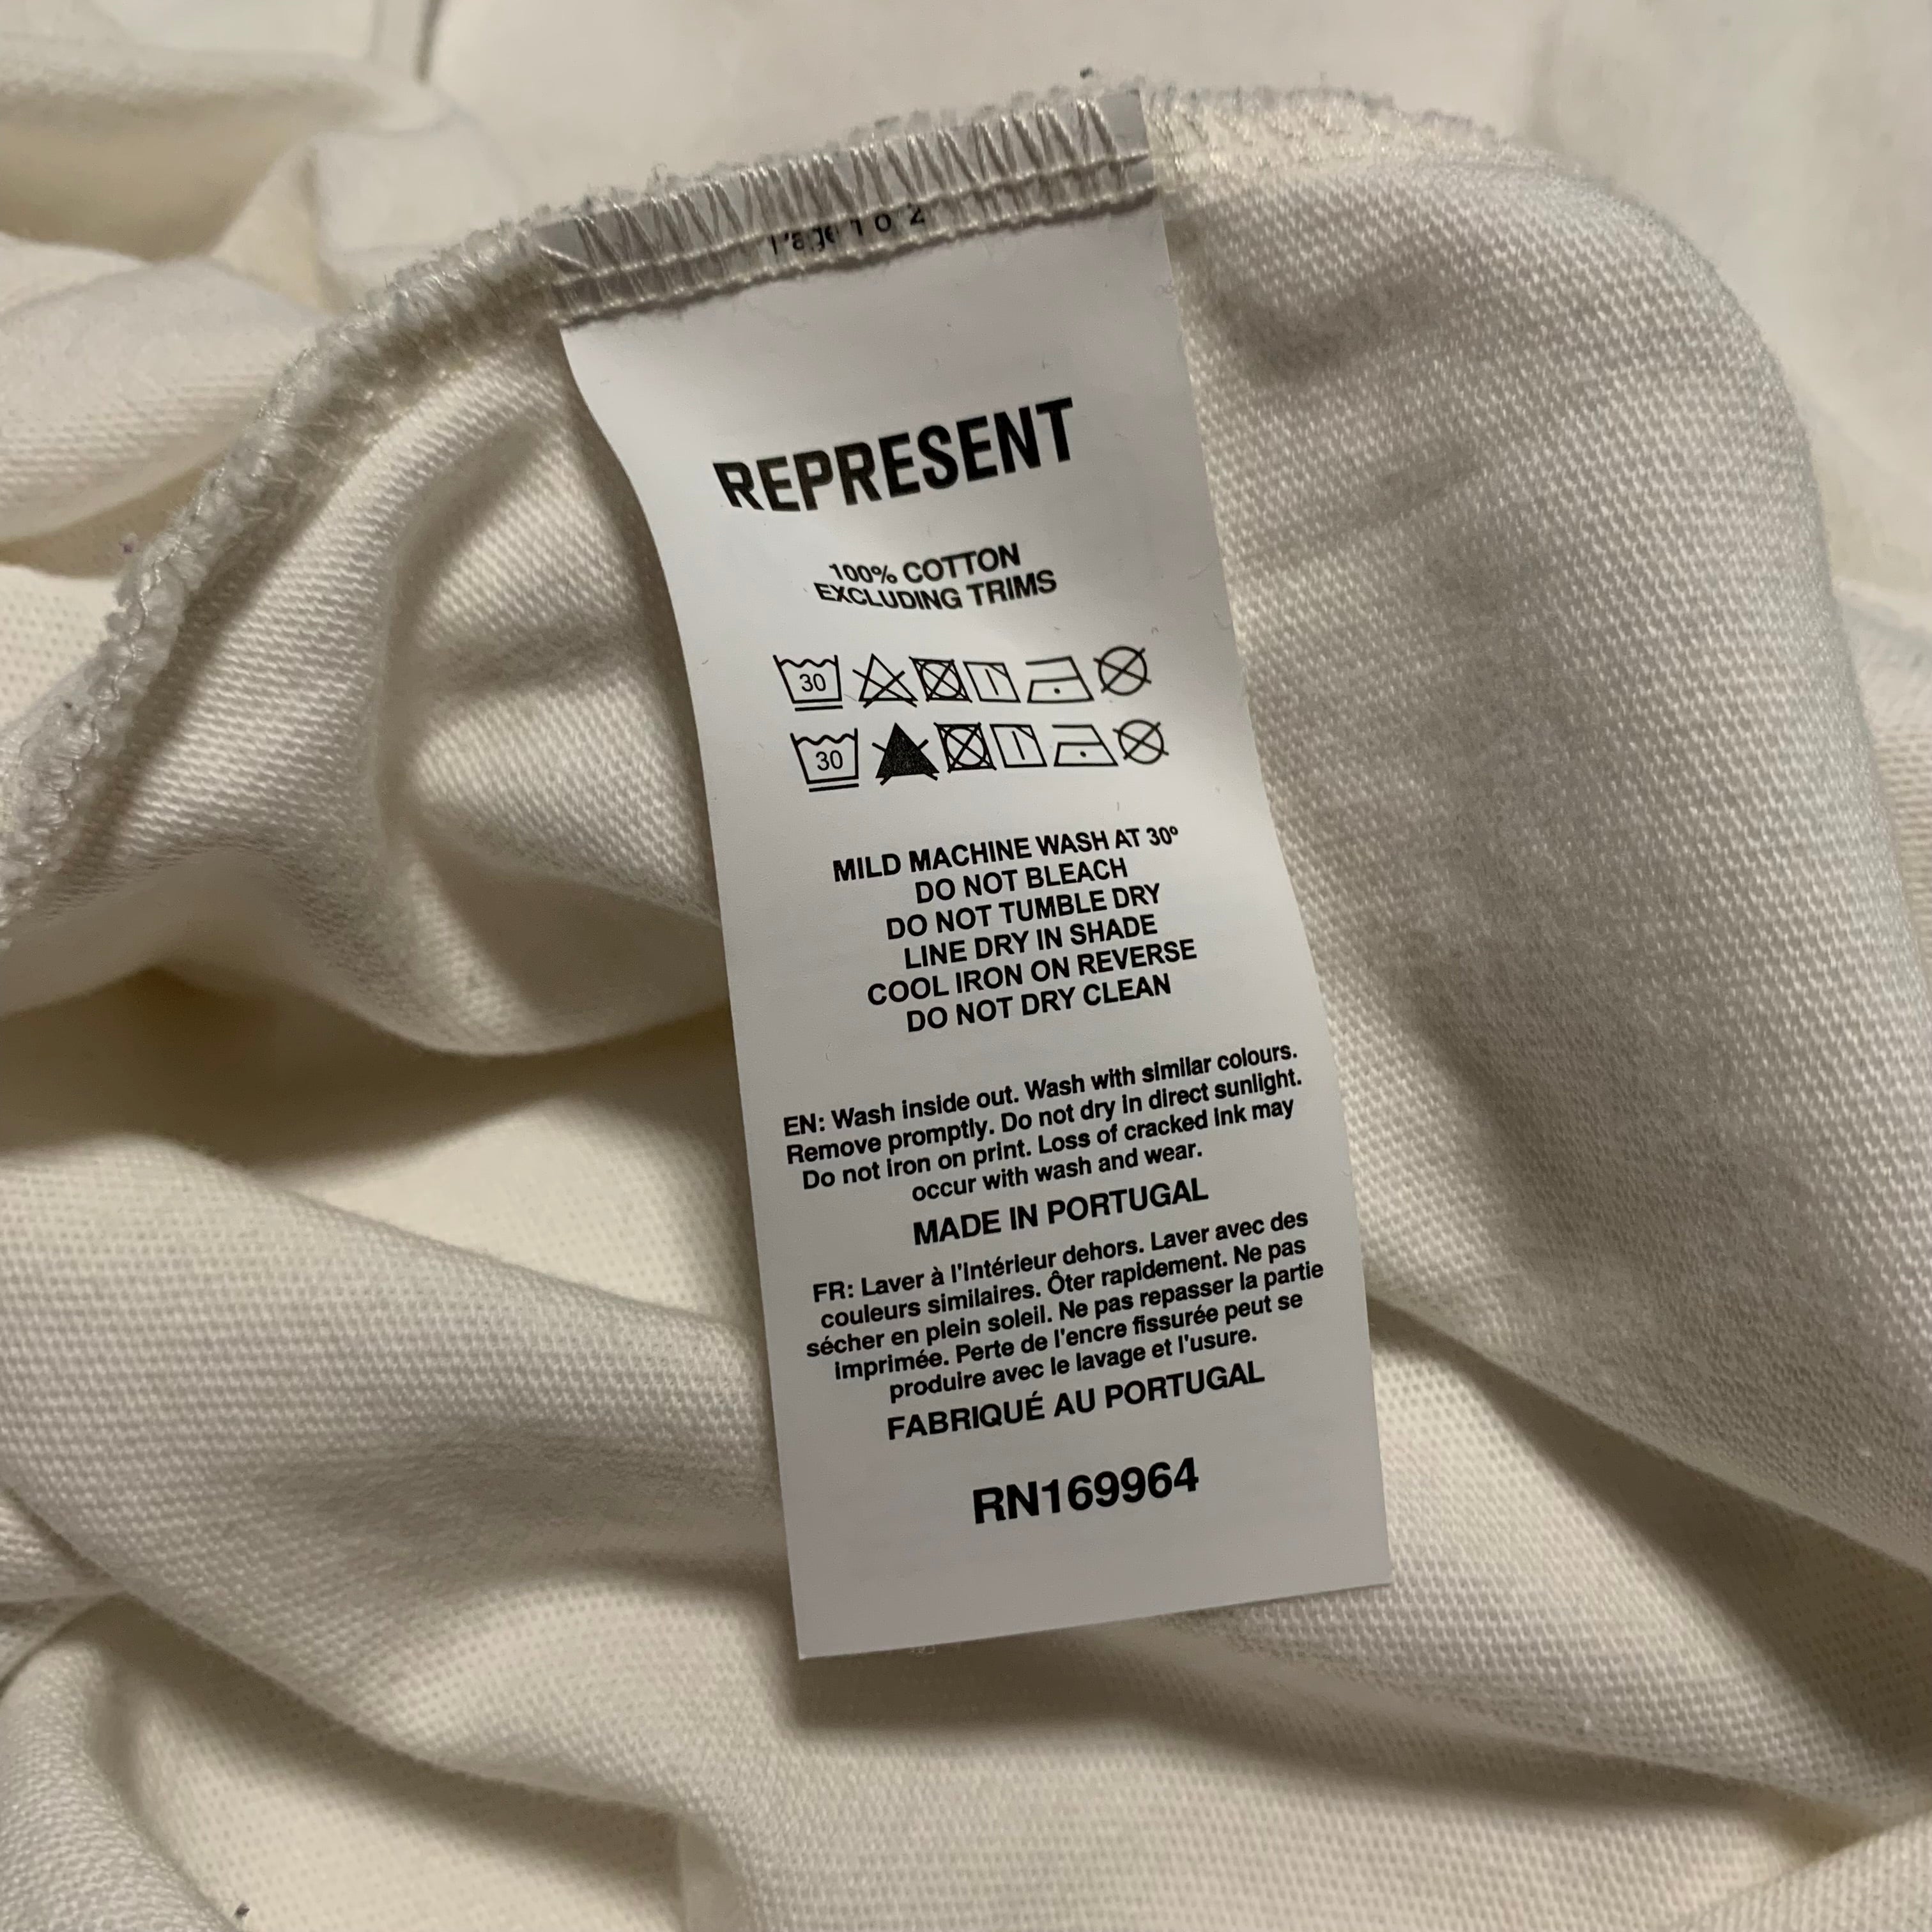 Page 1 o 2
REPRESENT
100% COTTON
EXCLUDING TRIMS
30
30
MILD MACHINE WASH AT 30º
DO NOT BLEACH
DO NOT TUMBLE DRY
LINE DRY IN SHADE
COOL IRON ON REVERSE
DO NOT DRY CLEAN
EN: Wash inside out. Wash with similar colours.
Remove promptly. Do not dry in direct sunlight.
Do not iron on print. Loss of cracked ink may
occur with wash and wear.
MADE IN PORTUGAL
FR: Laver à l'intérieur dehors. Laver avec des
couleurs similaires. Ôter rapidement. Ne pas
sécher en plein soleil. Ne pas repasser la partie
imprimée. Perte de l'encre fissurée peut se
produire avec le lavage et l'usure.
FABRIQUÉ AU PORTUGAL
RN169964